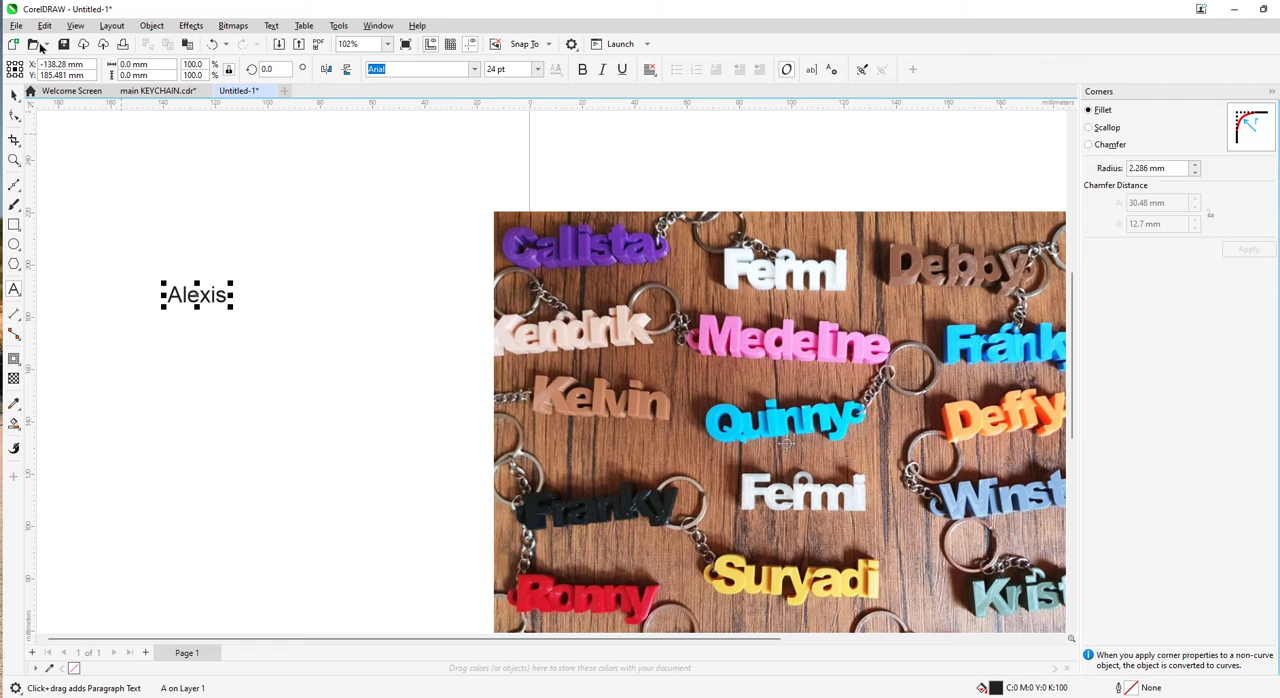 CorelDRAW - Untitled-1*
File Edit View Layout Object Effects Bitmaps Text Table Tools Window Help
102% Snap To Launch
X: -138.28 mm 0.0 mm 100.0 % 0.0 Arial 24 pt
Y: 185.481 mm 0.0 mm 100.0 %
Welcome Screen main KEYCHAIN.cdr* Untitled-1*
millimeters
Corners
Fillet
Scallop
Chamfer
Radius: 2.286 mm
Chamfer Distance
A: 30.48 mm
B: 12.7 mm
Apply
Alexis
Callista Fermi Debby
Kendrik Medeline Frank
Kelvin Quinny Deffy
Franky Fermi Winst
Ronny Suryadi Krist
millimeters
1 of 1 Page 1
Drag colors (or objects) here to store these colors with your document
When you apply corner properties to a non-curve
object, the object is converted to curves.
Click+drag adds Paragraph Text A on Layer 1 C:0 M:0 Y:0 K:100 None